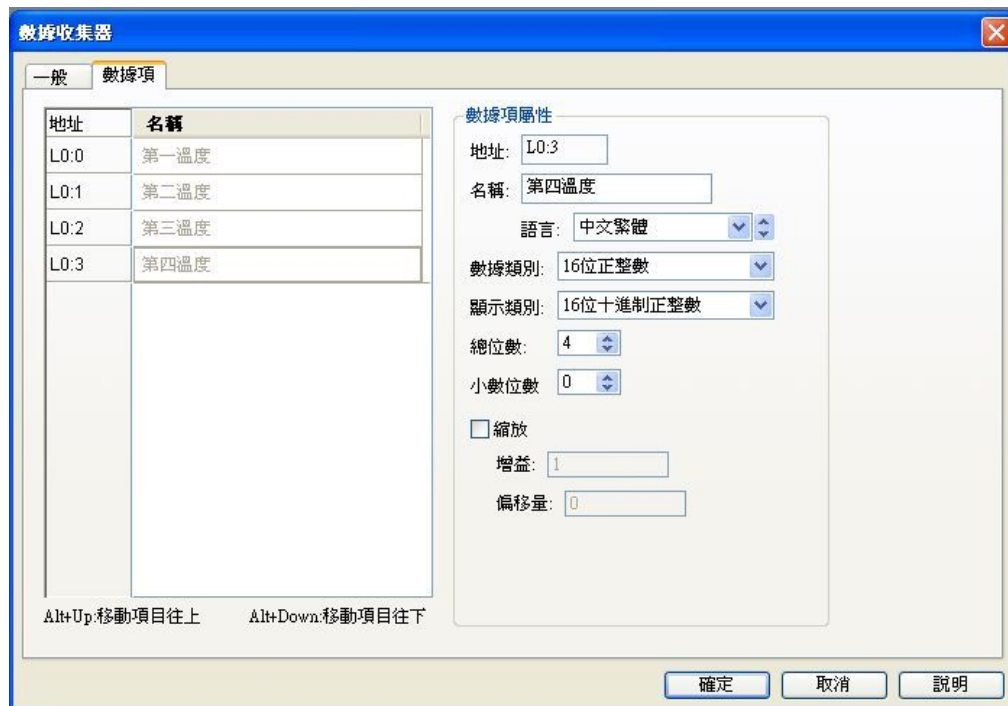 數據收集器
一般
數據項
地址
名稱
L0:0
第一溫度
L0:1
第二溫度
L0:2
第三溫度
L0:3
第四溫度
Alt+Up:移動項目往上
Alt+Down:移動項目往下
數據項屬性
地址:
L0:3
名稱:
第四溫度
語言:
中文繁體
數據類別:
16位正整數
顯示類別:
16位十進制正整數
總位數:
4
小數位數
0
縮放
增益:
1
偏移量:
0
確定
取消
說明